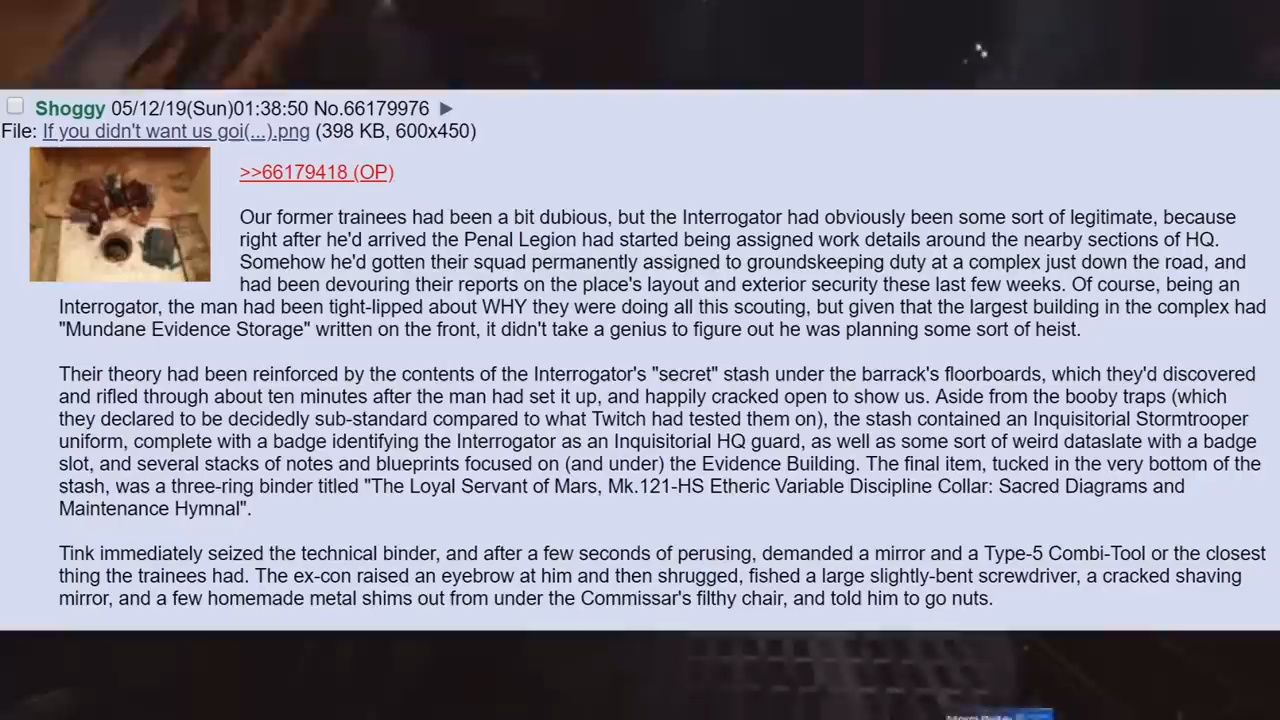 Shoggy 05/12/19(Sun)01:38:50 No.66179976 ▶
File: If you didn't want us goi(...).png (398 KB, 600x450)
>>66179418 (OP)
Our former trainees had been a bit dubious, but the Interrogator had obviously been some sort of legitimate, because
right after he'd arrived the Penal Legion had started being assigned work details around the nearby sections of HQ.
Somehow he'd gotten their squad permanently assigned to groundskeeping duty at a complex just down the road, and
had been devouring their reports on the place's layout and exterior security these last few weeks. Of course, being an
Interrogator, the man had been tight-lipped about WHY they were doing all this scouting, but given that the largest building in the complex had
"Mundane Evidence Storage" written on the front, it didn't take a genius to figure out he was planning some sort of heist.
Their theory had been reinforced by the contents of the Interrogator's "secret" stash under the barrack's floorboards, which they'd discovered
and rifled through about ten minutes after the man had set it up, and happily cracked open to show us. Aside from the booby traps (which
they declared to be decidedly sub-standard compared to what Twitch had tested them on), the stash contained an Inquisitorial Stormtrooper
uniform, complete with a badge identifying the Interrogator as an Inquisitorial HQ guard, as well as some sort of weird dataslate with a badge
slot, and several stacks of notes and blueprints focused on (and under) the Evidence Building. The final item, tucked in the very bottom of the
stash, was a three-ring binder titled "The Loyal Servant of Mars, Mk.121-HS Etheric Variable Discipline Collar: Sacred Diagrams and
Maintenance Hymnal".
Tink immediately seized the technical binder, and after a few seconds of perusing, demanded a mirror and a Type-5 Combi-Tool or the closest
thing the trainees had. The ex-con raised an eyebrow at him and then shrugged, fished a large slightly-bent screwdriver, a cracked shaving
mirror, and a few homemade metal shims out from under the Commissar's filthy chair, and told him to go nuts.